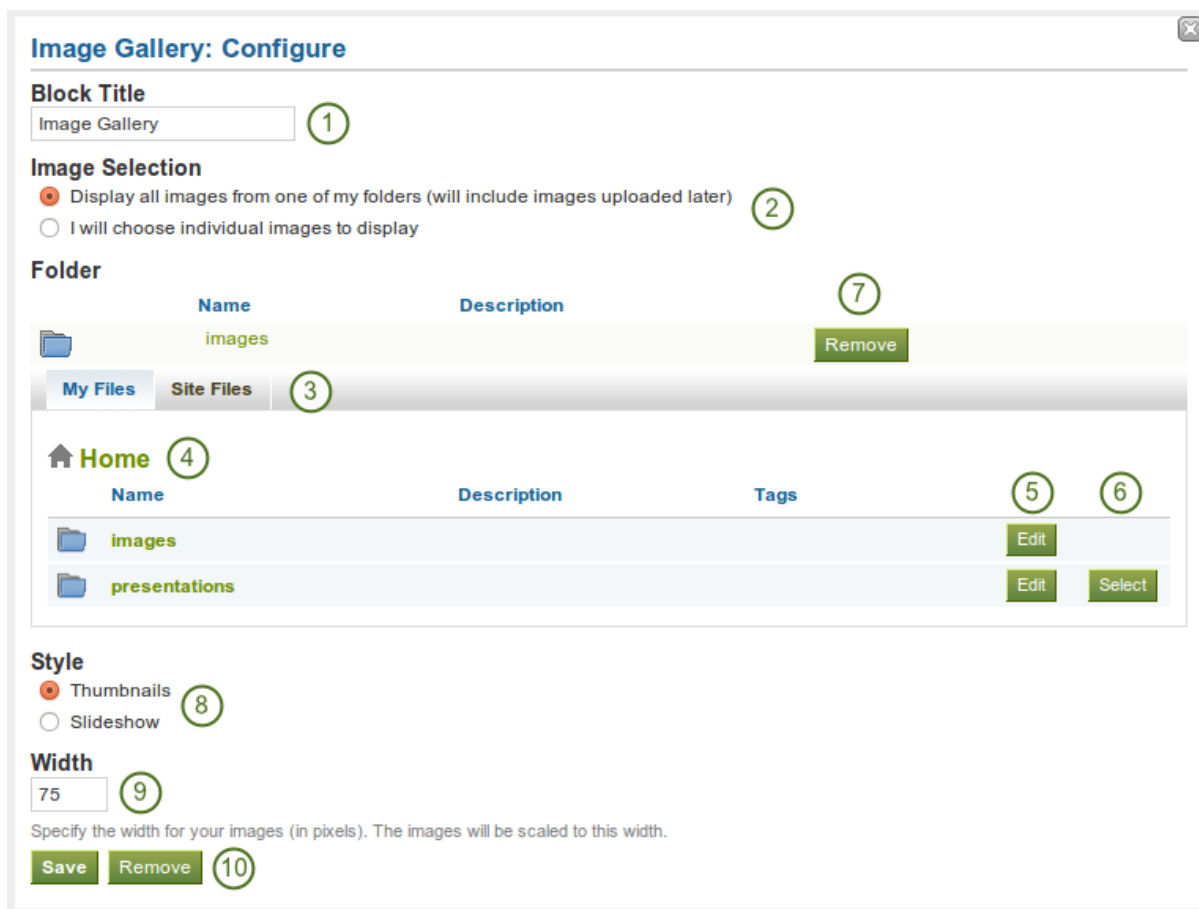 Image Gallery: Configure
Block Title
Image Gallery 1
Image Selection
Display all images from one of my folders (will include images uploaded later)
2
I will choose individual images to display
Folder
Name Description 7
images Remove
My Files Site Files 3
Home 4
Name Description Tags 5 6
images Edit
presentations Edit Select
Style
Thumbnails
8
Slideshow
Width
75 9
Specify the width for your images (in pixels). The images will be scaled to this width.
Save Remove 10